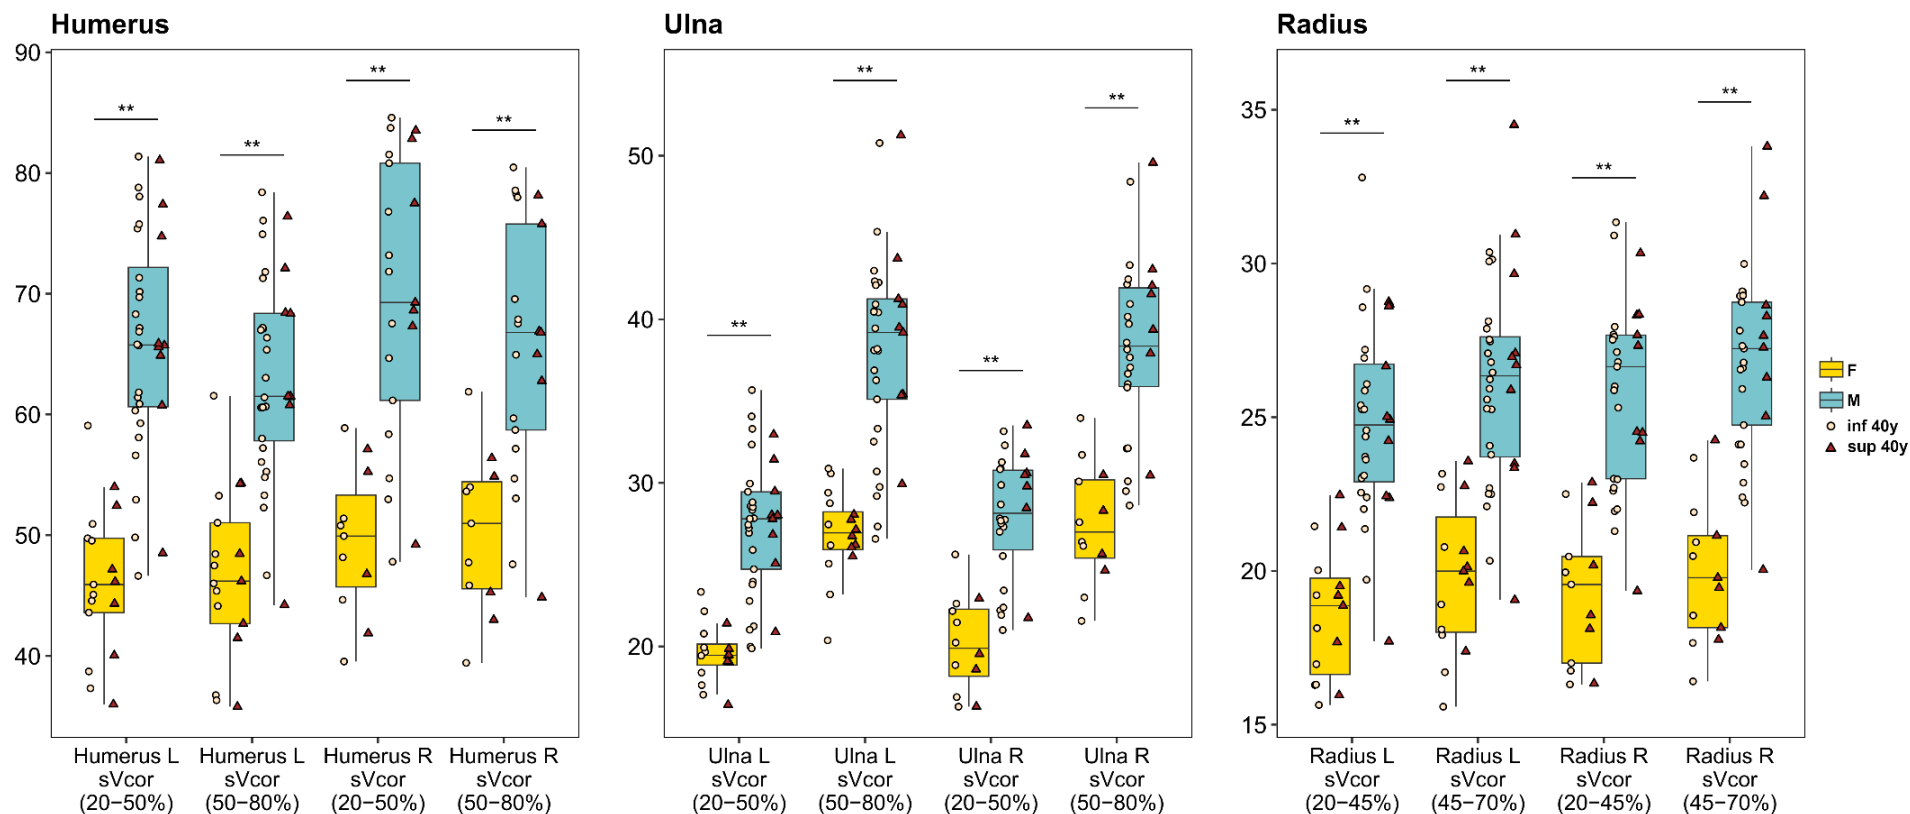 Humerus
Ulna
Radius
90
80
70
60
50
40
**
**
**
**
50
40
30
20
**
**
**
**
35
30
25
20
15
**
**
**
**
F
M
inf 40y
sup 40y
Humerus L
sVcor
(20−50%)
Humerus L
sVcor
(50−80%)
Humerus R
sVcor
(20−50%)
Humerus R
sVcor
(50−80%)
Ulna L
sVcor
(20−50%)
Ulna L
sVcor
(50−80%)
Ulna R
sVcor
(20−50%)
Ulna R
sVcor
(50−80%)
Radius L
sVcor
(20−45%)
Radius L
sVcor
(45−70%)
Radius R
sVcor
(20−45%)
Radius R
sVcor
(45−70%)